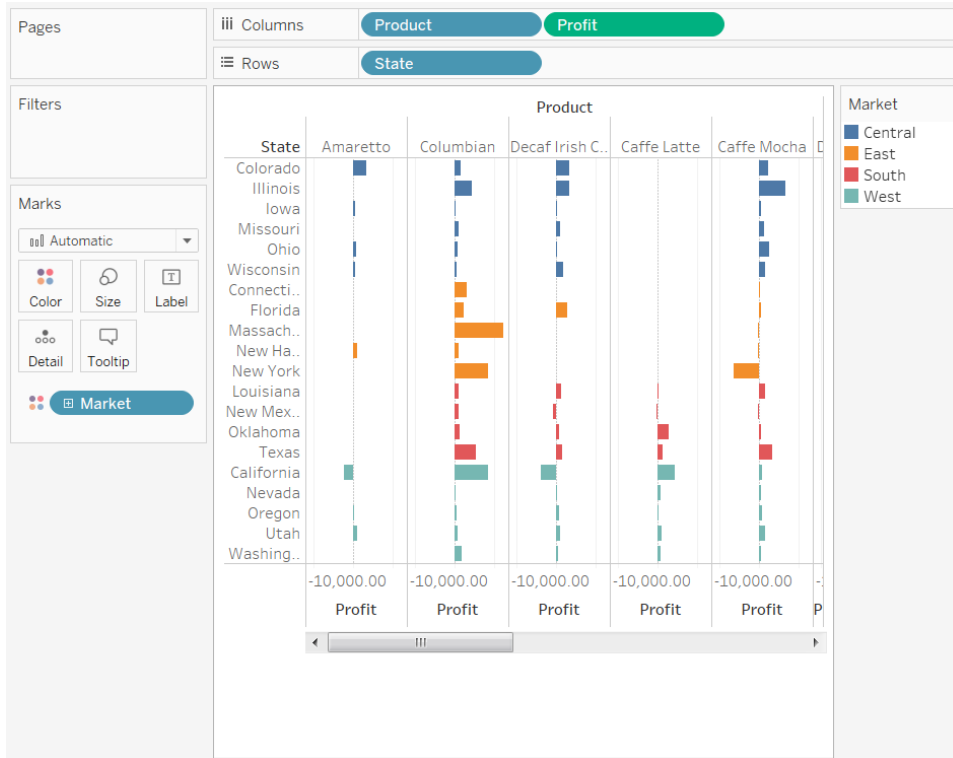 Pages
Columns Product Profit
Rows State
Filters
Marks
Automatic
Color Size Label
T
Detail Tooltip
Market
Product
State Amaretto Columbian Decaf Irish C.. Caffe Latte Caffe Mocha D
Colorado
Illinois
Iowa
Missouri
Ohio
Wisconsin
Connecti..
Florida
Massach..
New Ha..
New York
Louisiana
New Mex..
Oklahoma
Texas
California
Nevada
Oregon
Utah
Washing..
-10,000.00 -10,000.00 -10,000.00 -10,000.00 -10,000.00
Profit Profit Profit Profit Profit P
Market
Central
East
South
West